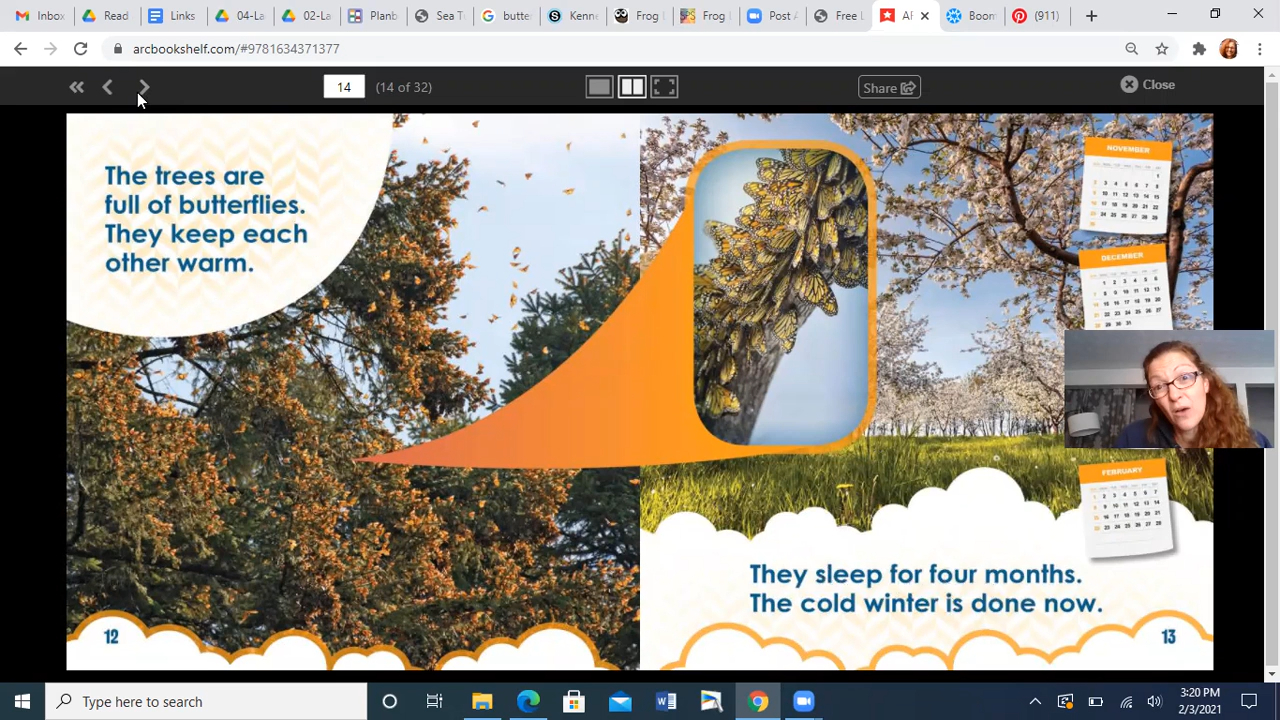 Inbox
Read
Links
04-La
02-La
Planb
Sea T
butte
Kenne
Frog U
Frog I
Post A
Free L
Boom
(911)
arcbookshelf.com/#9781634371377
14 (14 of 32)
Share
Close
The trees are
full of butterflies.
They keep each
other warm.
NOVEMBER
DECEMBER
FEBRUARY
They sleep for four months.
The cold winter is done now.
12
13
Type here to search
3:20 PM
2/3/2021